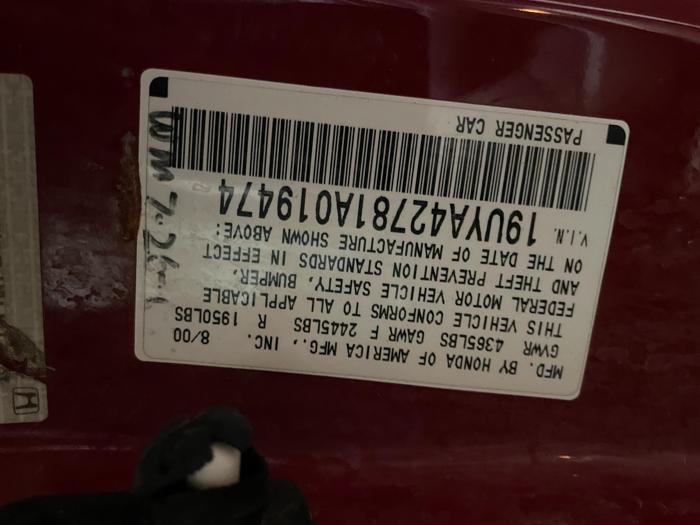 MFD. BY HONDA OF AMERICA MFG., INC. 8/00
GVWR 4365LBS GAWR F 2445LBS R 1950LBS
THIS VEHICLE CONFORMS TO ALL APPLICABLE
FEDERAL MOTOR VEHICLE SAFETY, BUMPER,
AND THEFT PREVENTION STANDARDS IN EFFECT
ON THE DATE OF MANUFACTURE SHOWN ABOVE:
V.I.N. 19UYA42781A019474
PASSENGER CAR